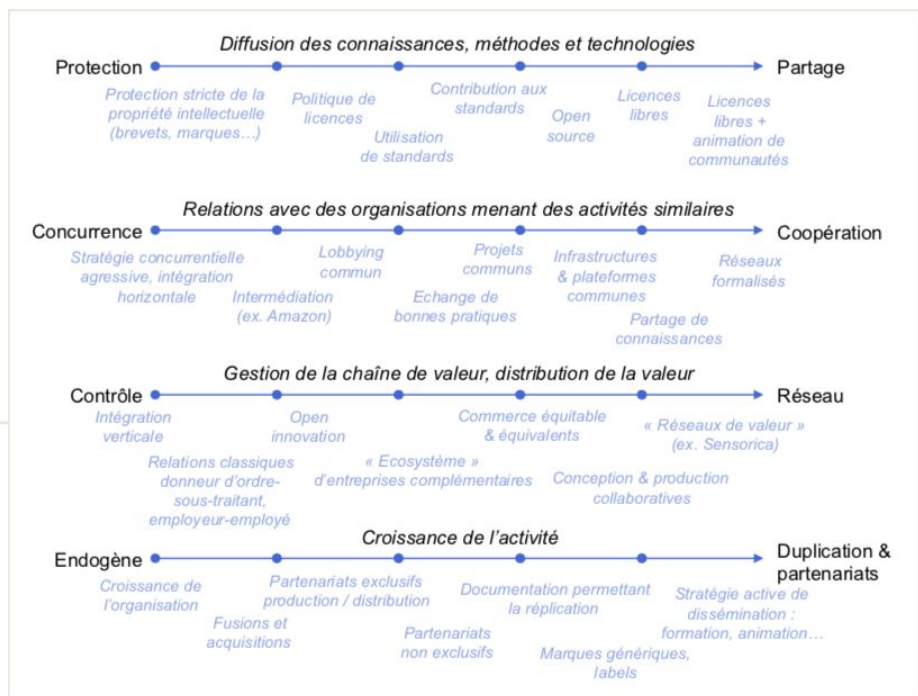 Diffusion des connaissances, méthodes et technologies
Protection
Partage
Protection stricte de la
propriété intellectuelle
(brevets, marques…)
Politique de
licences
Utilisation
de standards
Contribution aux
standards
Open
source
Licences
libres
Licences
libres +
animation de
communautés
Relations avec des organisations menant des activités similaires
Concurrence
Coopération
Stratégie concurrentielle
agressive, intégration
horizontale
Intermédiation
(ex. Amazon)
Lobbying
commun
Echange de
bonnes pratiques
Projets
communs
Infrastructures
& plateformes
communes
Partage de
connaissances
Réseaux
formalisés
Gestion de la chaîne de valeur, distribution de la valeur
Contrôle
Réseau
Intégration
verticale
Relations classiques
donneur d'ordre-
sous-traitant,
employeur-employé
Open
innovation
« Ecosystème »
d'entreprises complémentaires
Commerce équitable
& équivalents
Conception & production
collaboratives
« Réseaux de valeur »
(ex. Sensorica)
Croissance de l'activité
Endogène
Duplication &
partenariats
Croissance de
l'organisation
Fusions et
acquisitions
Partenariats exclusifs
production / distribution
Partenariats
non exclusifs
Documentation permettant
la réplication
Marques génériques,
labels
Stratégie active de
dissémination :
formation, animation…